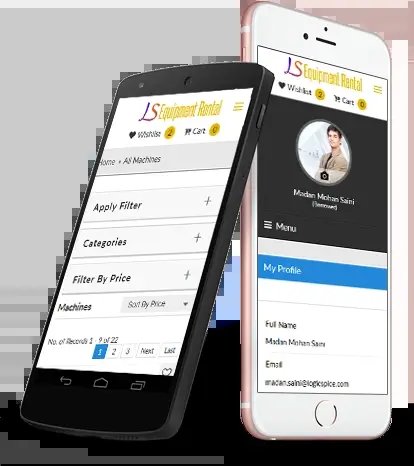 LS Equipment Rental
Wishlist 2 Cart 0
Home › All Machines
Apply Filter +
Categories +
Filter By Price +
Machines Sort By Price
No. of Records 1 - 9 of 22
1 2 3 Next Last
LS Equipment Rental
Wishlist 2 Cart 0
Madan Mohan Saini
Menu
My Profile
Full Name
Madan Mohan Saini
Email
madan.saini@logicspice.com